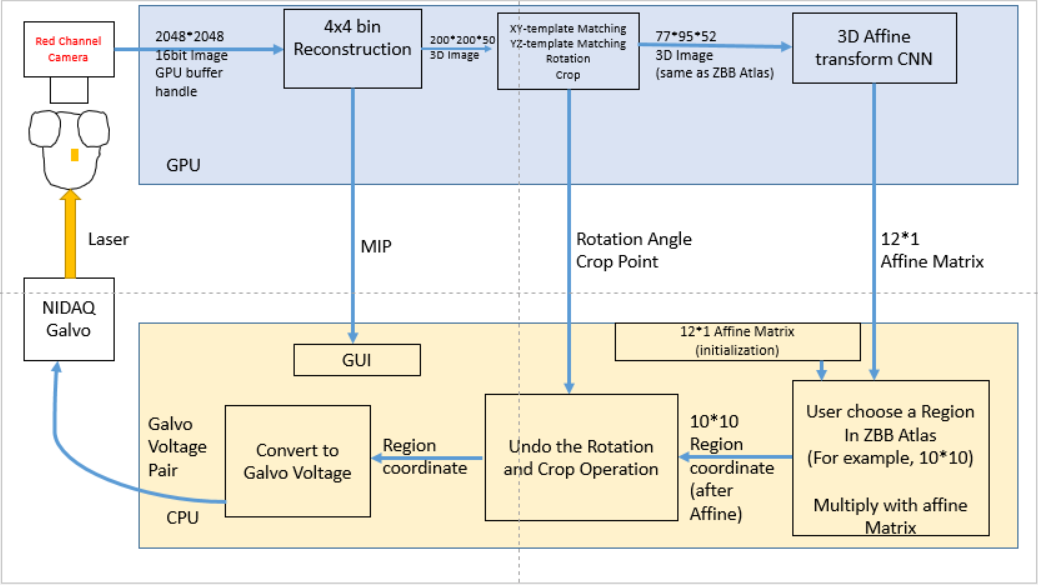 Red Channel
Camera
2048*2048
16bit Image
GPU buffer
handle
4x4 bin
Reconstruction
200*200*50
3D Image
XY-template Matching
YZ-template Matching
Rotation
Crop
77*95*52
3D Image
(same as ZBB Atlas)
3D Affine
transform CNN
GPU
Laser
MIP
Rotation Angle
Crop Point
12*1
Affine Matrix
NIDAQ
Galvo
GUI
12*1 Affine Matrix
(initialization)
User choose a Region
In ZBB Atlas
(For example, 10*10)
Multiply with affine
Matrix
10*10
Region
coordinate
(after
Affine)
Undo the Rotation
and Crop Operation
Region
coordinate
Convert to
Galvo Voltage
Galvo
Voltage
Pair
CPU